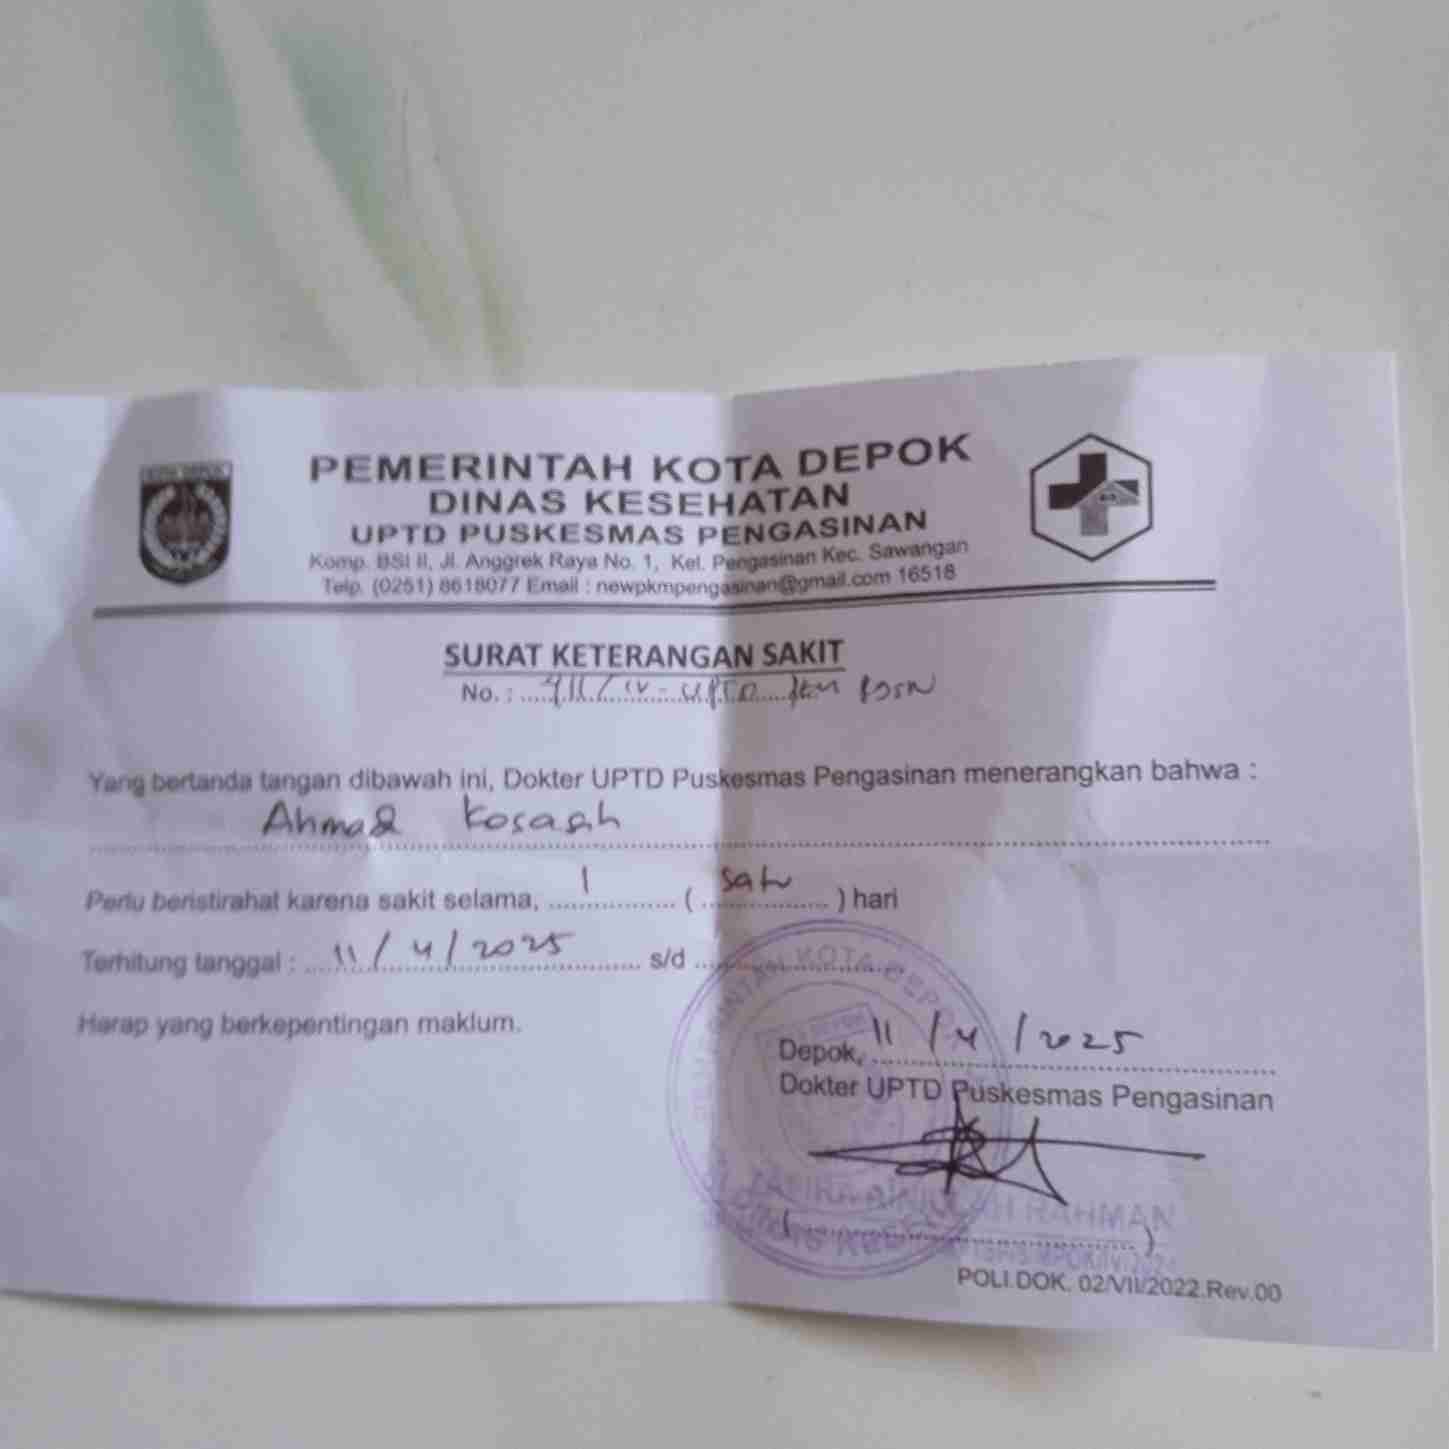 PEMERINTAH KOTA DEPOK
DINAS KESEHATAN
UPTD PUSKESMAS PENGASINAN
Komp. BSI II, Jl. Anggrek Raya No. 1, Kel. Pengasinan Kec. Sawangan
Telp. (0251) 8618077 Email : newpkmpengasinan@gmail.com 16518
SURAT KETERANGAN SAKIT
No. :
Yang bertanda tangan dibawah ini, Dokter UPTD Puskesmas Pengasinan menerangkan bahwa :
Ahmad Kosasih
Perlu beristirahat karena sakit selama, 1 ( satu ) hari
Terhitung tanggal : 11/4/2025 s/d
Harap yang berkepentingan maklum.
Depok, 11/4/2025
Dokter UPTD Puskesmas Pengasinan
RAHMAN
POLI.DOK. 02/VII/2022.Rev.00